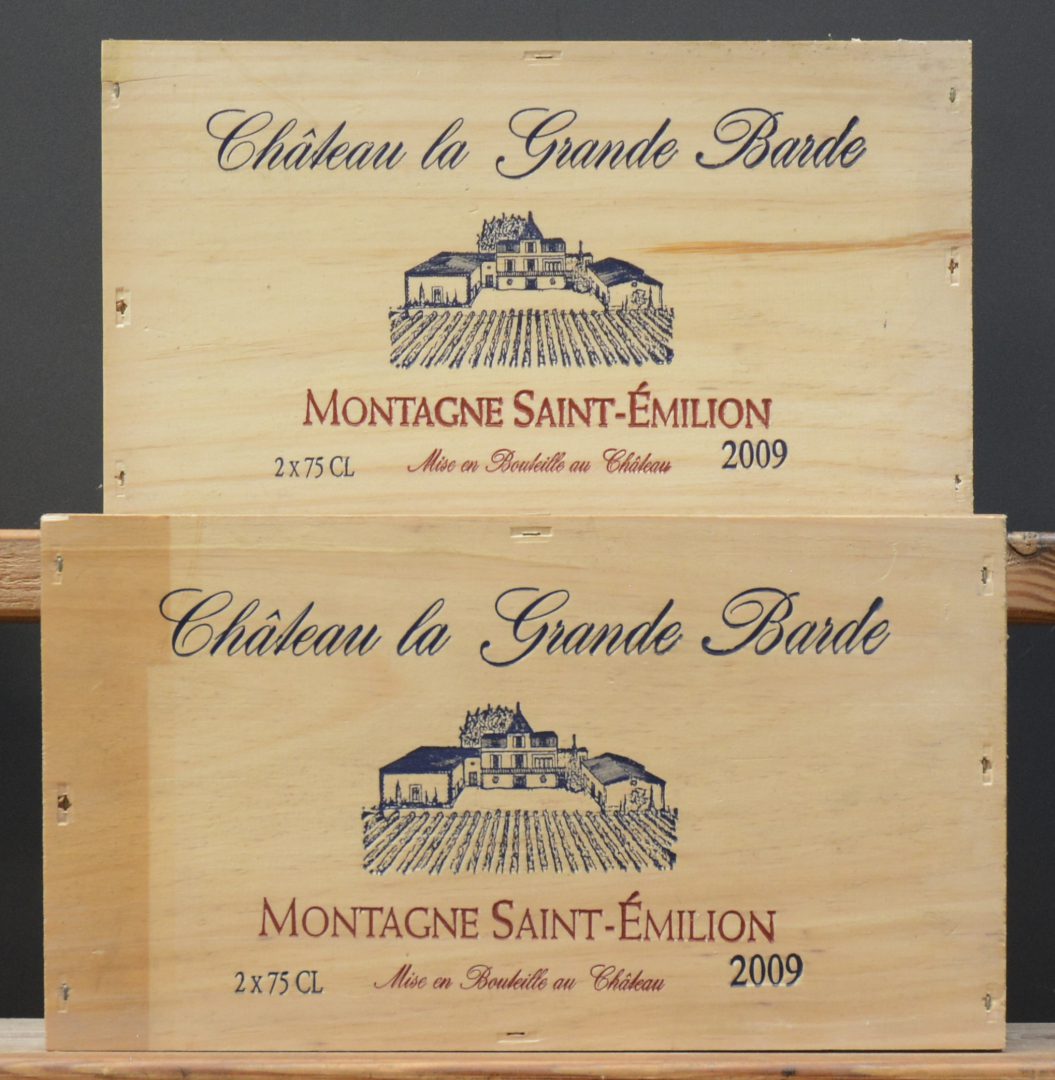 Château la Grande Barde
MONTAGNE SAINT-ÉMILION
2 x 75 CL Mise en Bouteille au Château 2009
Château la Grande Barde
MONTAGNE SAINT-ÉMILION
2 x 75 CL Mise en Bouteille au Château 2009